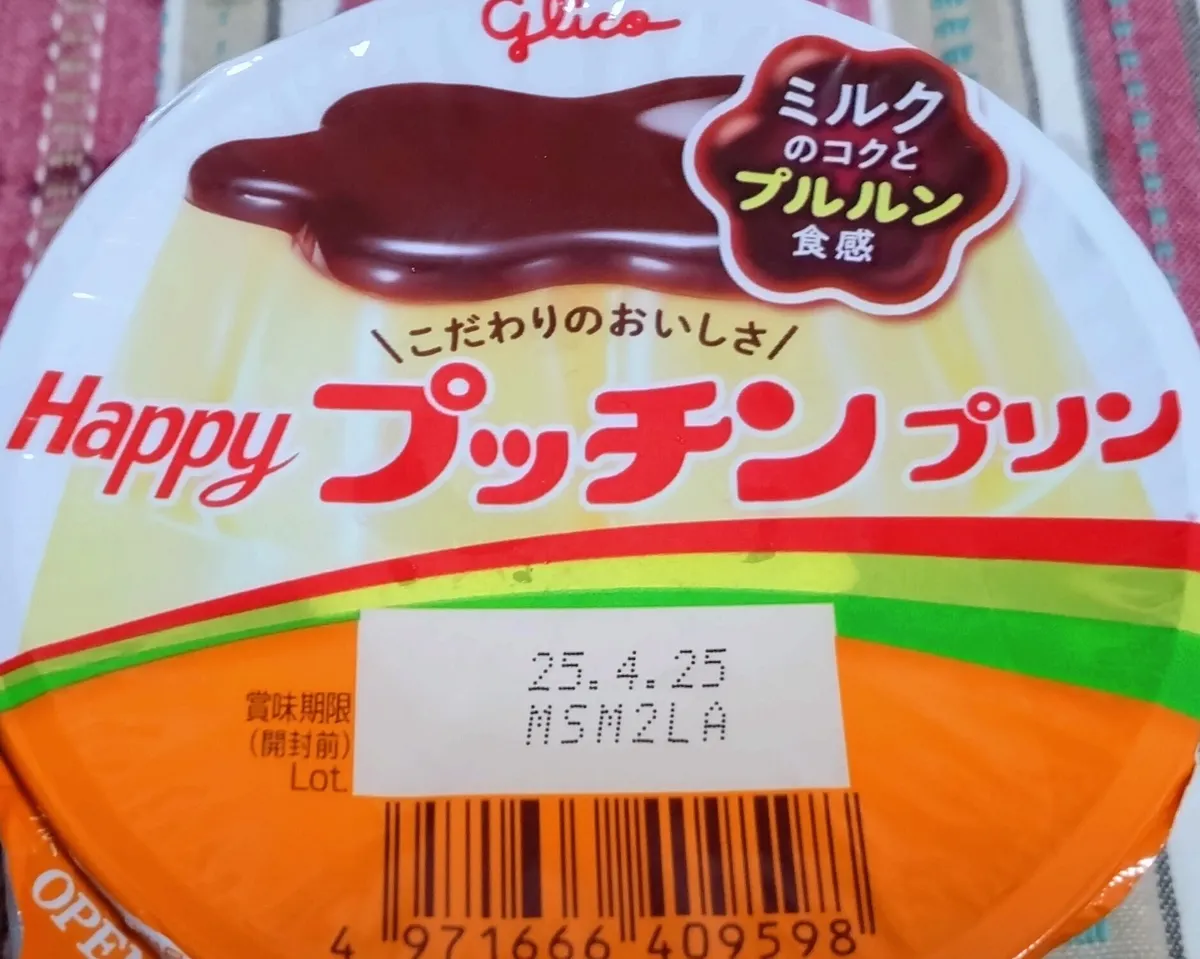 Glico
ミルク
のコクと
プルルン
食感
\こだわりのおいしさ/
Happy プッチンプリン
25.4.25
MSM2LA
賞味期限
(開封前)
Lot.
4 971666 409598
OPEN